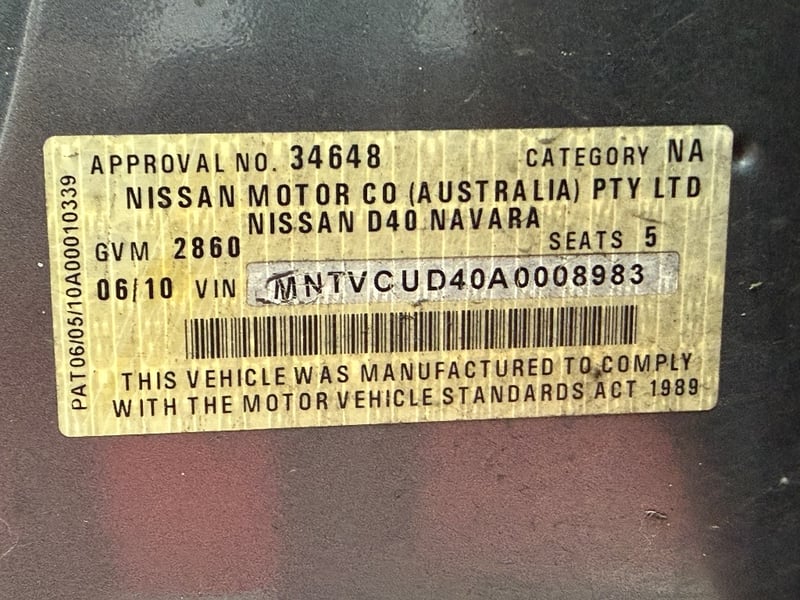 APPROVAL NO. 34648 CATEGORY NA
NISSAN MOTOR CO (AUSTRALIA) PTY LTD
NISSAN D40 NAVARA
GVM 2860 SEATS 5
06/10 VIN MNTVCUD40A0008983
THIS VEHICLE WAS MANUFACTURED TO COMPLY
WITH THE MOTOR VEHICLE STANDARDS ACT 1989
PAT06/05/10A00010339